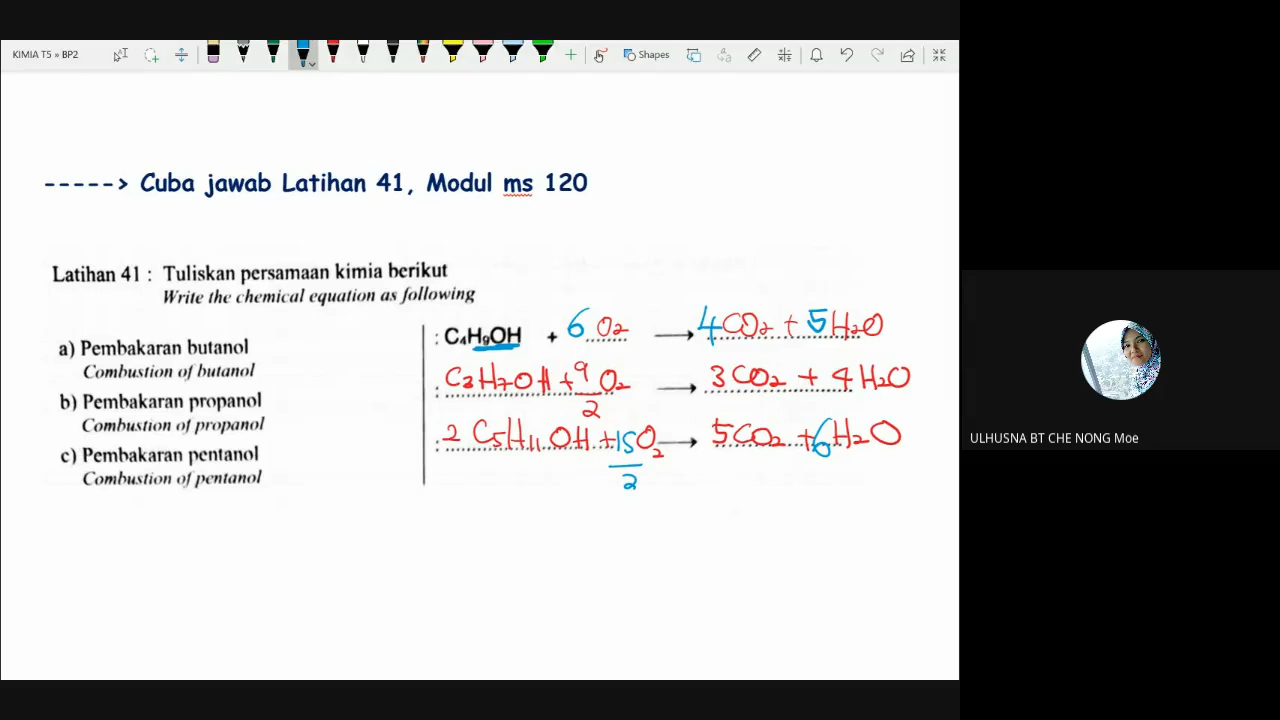 KIMIA T5 » BP2
Shapes
-----> Cuba jawab Latihan 41, Modul ms 120
Latihan 41 : Tuliskan persamaan kimia berikut
Write the chemical equation as following
a) Pembakaran butanol : C₄H₉OH + 6 O₂ → 4CO₂ + 5H₂O
Combustion of butanol
b) Pembakaran propanol : C₃H₇OH + 9/2 O₂ → 3CO₂ + 4H₂O
Combustion of propanol
c) Pembakaran pentanol : 2 C₅H₁₁OH + 15/2 O₂ → 5CO₂ + 6H₂O
Combustion of pentanol
ULHUSNA BT CHE NONG Moe